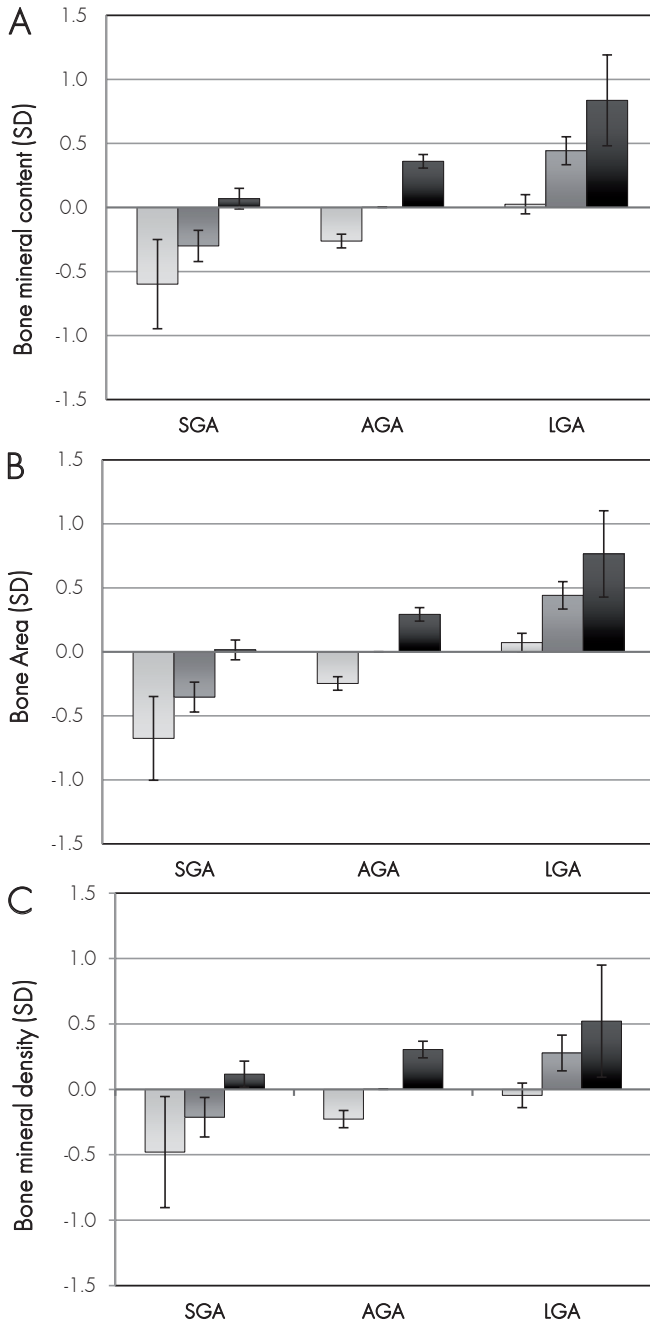 A
Bone mineral content (SD)
1.5
1.0
0.5
0.0
-0.5
-1.0
-1.5
SGA AGA LGA
B
Bone Area (SD)
1.5
1.0
0.5
0.0
-0.5
-1.0
-1.5
SGA AGA LGA
C
Bone mineral density (SD)
1.5
1.0
0.5
0.0
-0.5
-1.0
-1.5
SGA AGA LGA